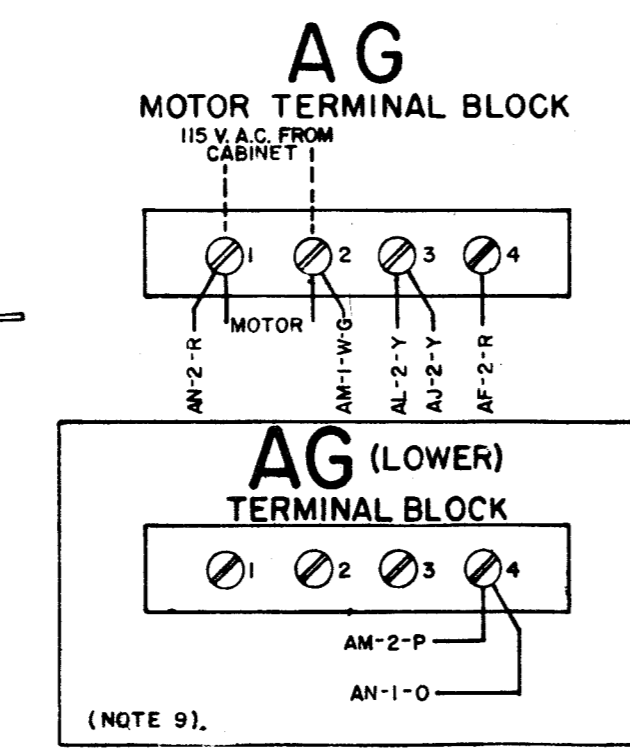 AG
MOTOR TERMINAL BLOCK
115 V. A.C. FROM
CABINET
1 2 3 4
MOTOR
AN-2-R
AM-1-W-G
AL-2-Y
AJ-2-Y
AF-2-R
AG (LOWER)
TERMINAL BLOCK
1 2 3 4
AM-2-P
AN-1-O
(NOTE 9).